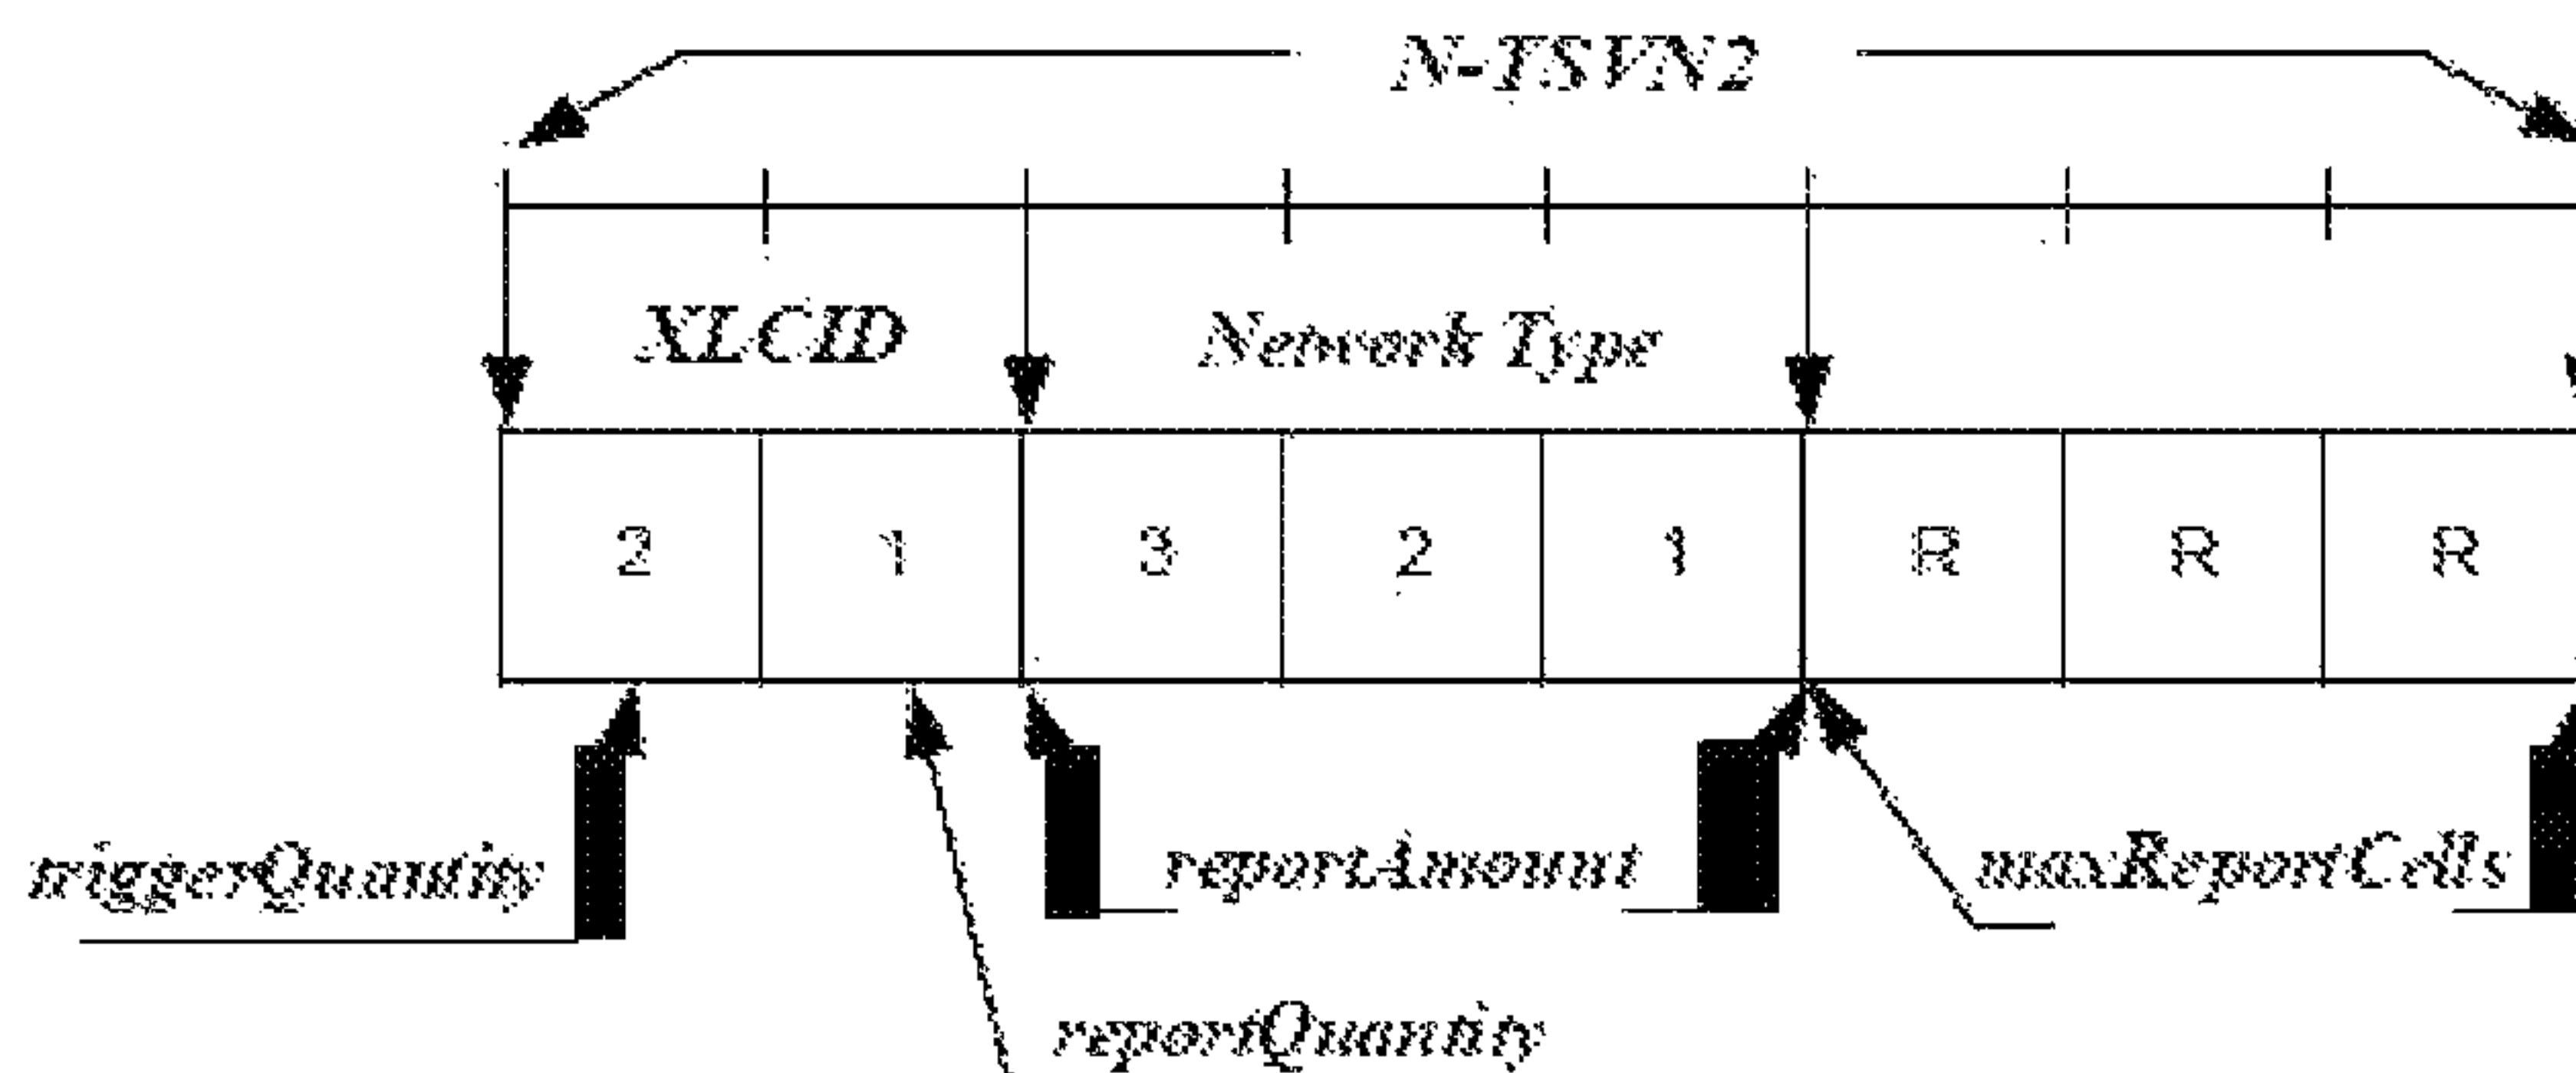 N-TSVN2
XLCID Network Type
2 1 3 2 1 R R R
triggerQuantity reportAmount maxReportCells
reportQuantity